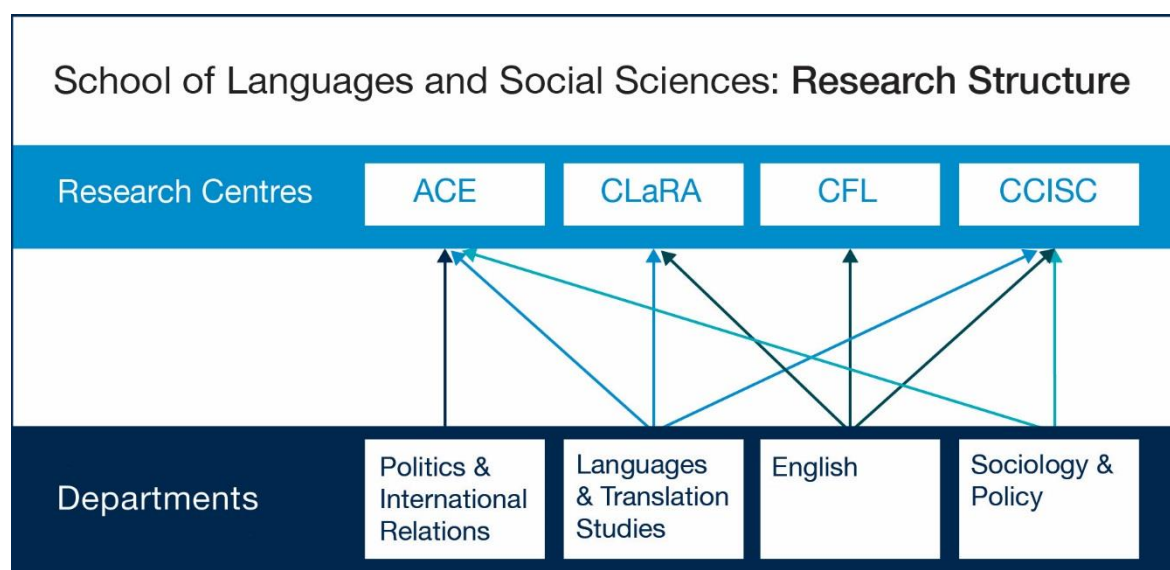 School of Languages and Social Sciences: Research Structure
Research Centres
ACE
CLaRA
CFL
CCISC
Departments
Politics &
International
Relations
Languages
& Translation
Studies
English
Sociology &
Policy